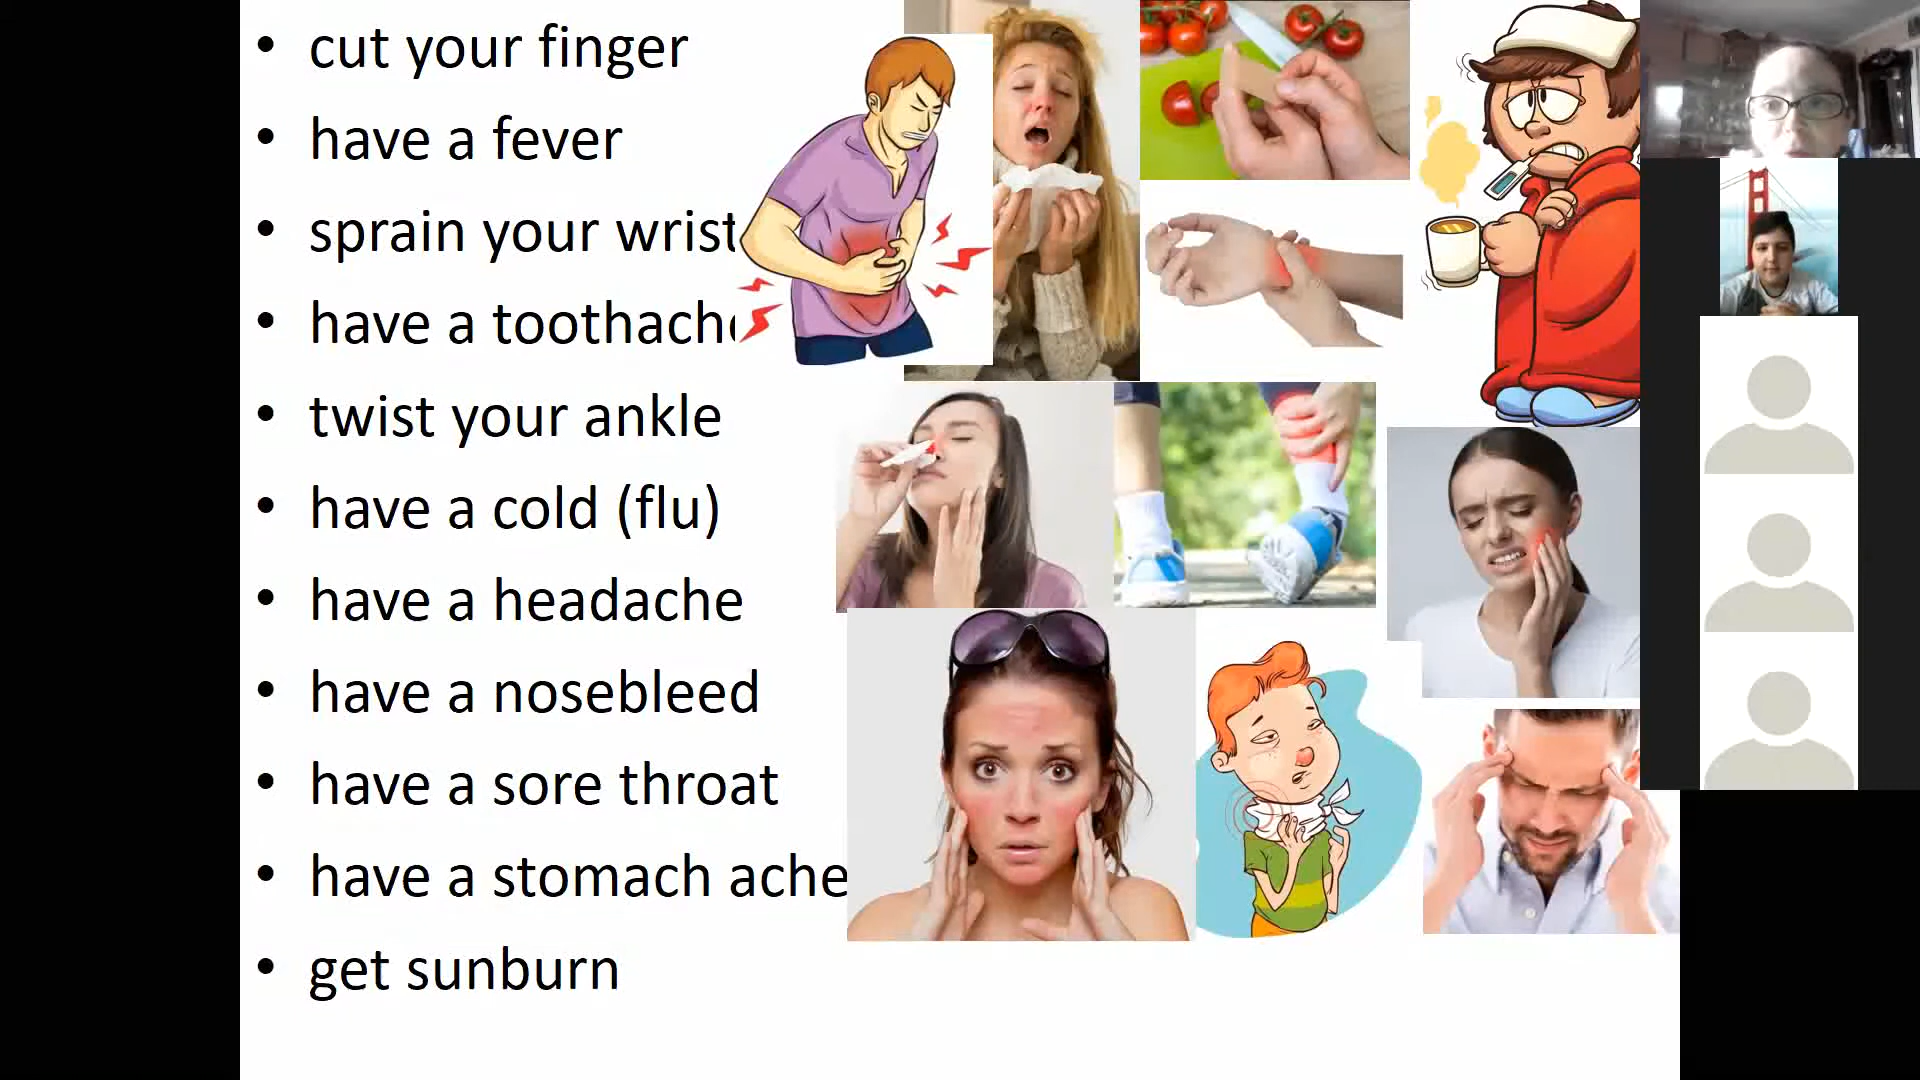 • cut your finger
• have a fever
• sprain your wrist
• have a toothache
• twist your ankle
• have a cold (flu)
• have a headache
• have a nosebleed
• have a sore throat
• have a stomach ache
• get sunburn